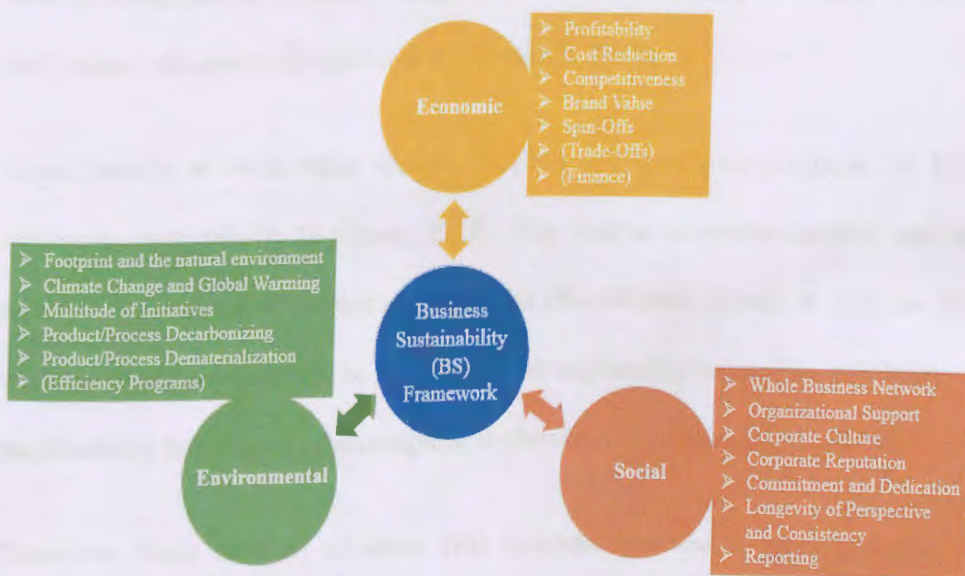 Economic
➢ Profitability
➢ Cost Reduction
➢ Competitiveness
➢ Brand Value
➢ Spin-Offs
➢ (Trade-Offs)
➢ (Finance)
➢ Footprint and the natural environment
➢ Climate Change and Global Warming
➢ Multitude of Initiatives
➢ Product/Process Decarbonizing
➢ Product/Process Dematerialization
➢ (Efficiency Programs)
Environmental
Business
Sustainability
(BS)
Framework
Social
➢ Whole Business Network
➢ Organizational Support
➢ Corporate Culture
➢ Corporate Reputation
➢ Commitment and Dedication
➢ Longevity of Perspective
and Consistency
➢ Reporting